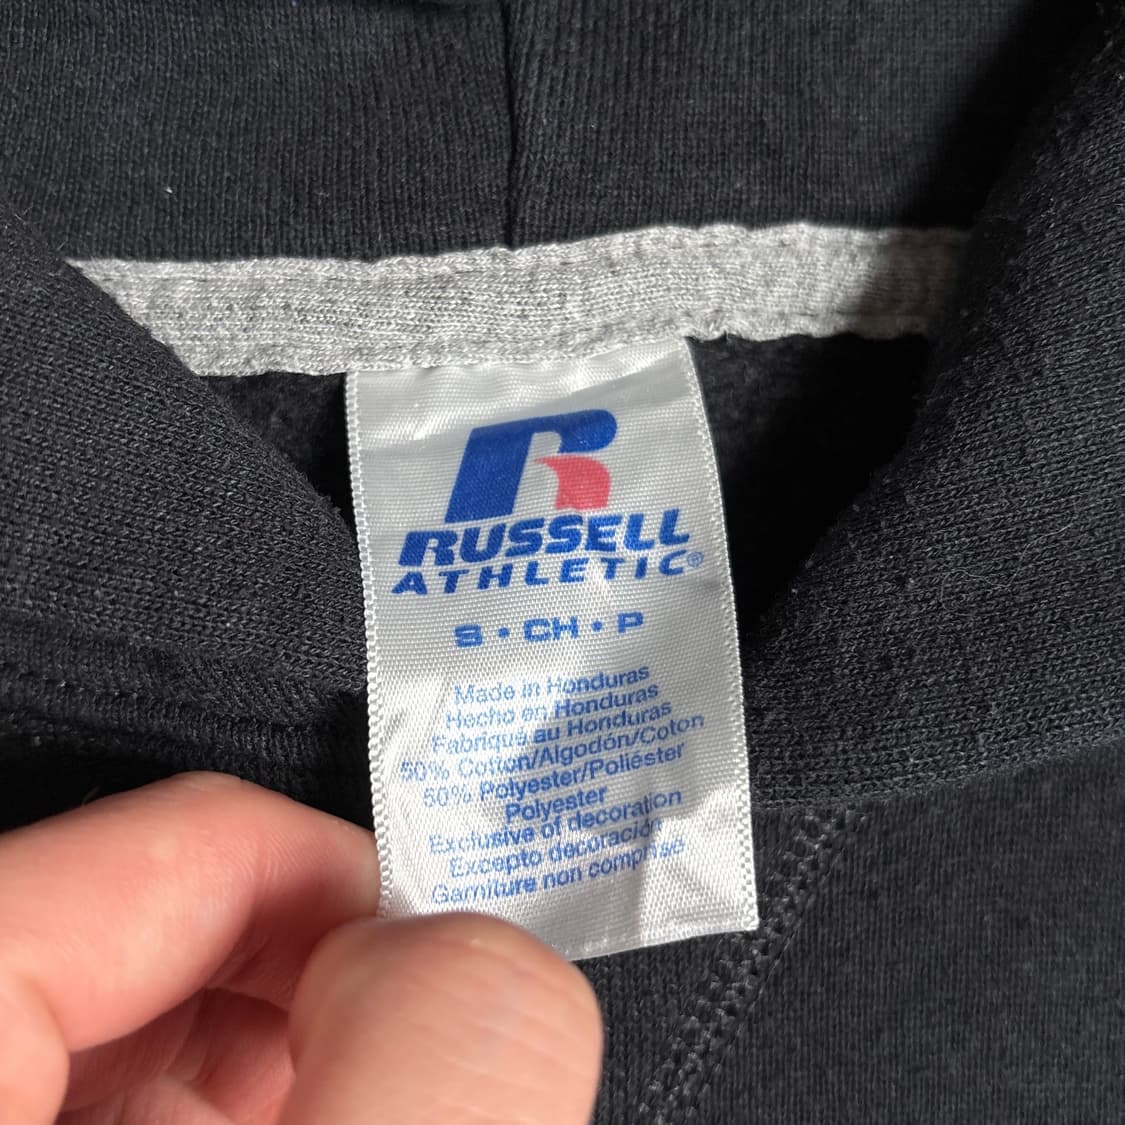 R
RUSSELL
ATHLETIC®
S • CH • P
Made in Honduras
Hecho en Honduras
Fabriqué au Honduras
50% Cotton/Algodón/Coton
50% Polyester/Poliéster
Polyester
Exclusive of decoration
Excepto decoración
Garniture non comprise